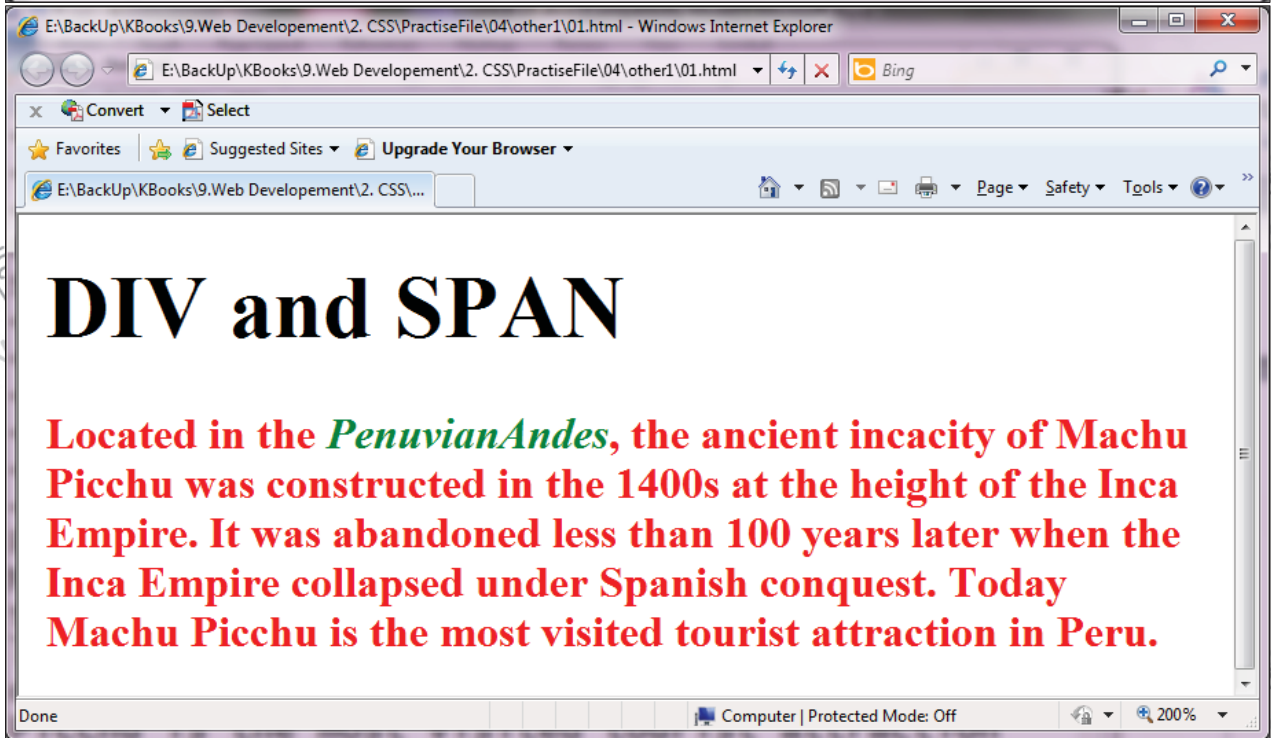 E:\BackUp\KBooks\9.Web Developement\2. CSS\PractiseFile\04\other1\01.html - Windows Internet Explorer
E:\BackUp\KBooks\9.Web Developement\2. CSS\PractiseFile\04\other1\01.html Bing
x Convert Select
Favorites Suggested Sites Upgrade Your Browser
E:\BackUp\KBooks\9.Web Developement\2. CSS\... Page Safety Tools »
DIV and SPAN
Located in the PenuvianAndes, the ancient incacity of Machu
Picchu was constructed in the 1400s at the height of the Inca
Empire. It was abandoned less than 100 years later when the
Inca Empire collapsed under Spanish conquest. Today
Machu Picchu is the most visited tourist attraction in Peru.
Done Computer | Protected Mode: Off 200%